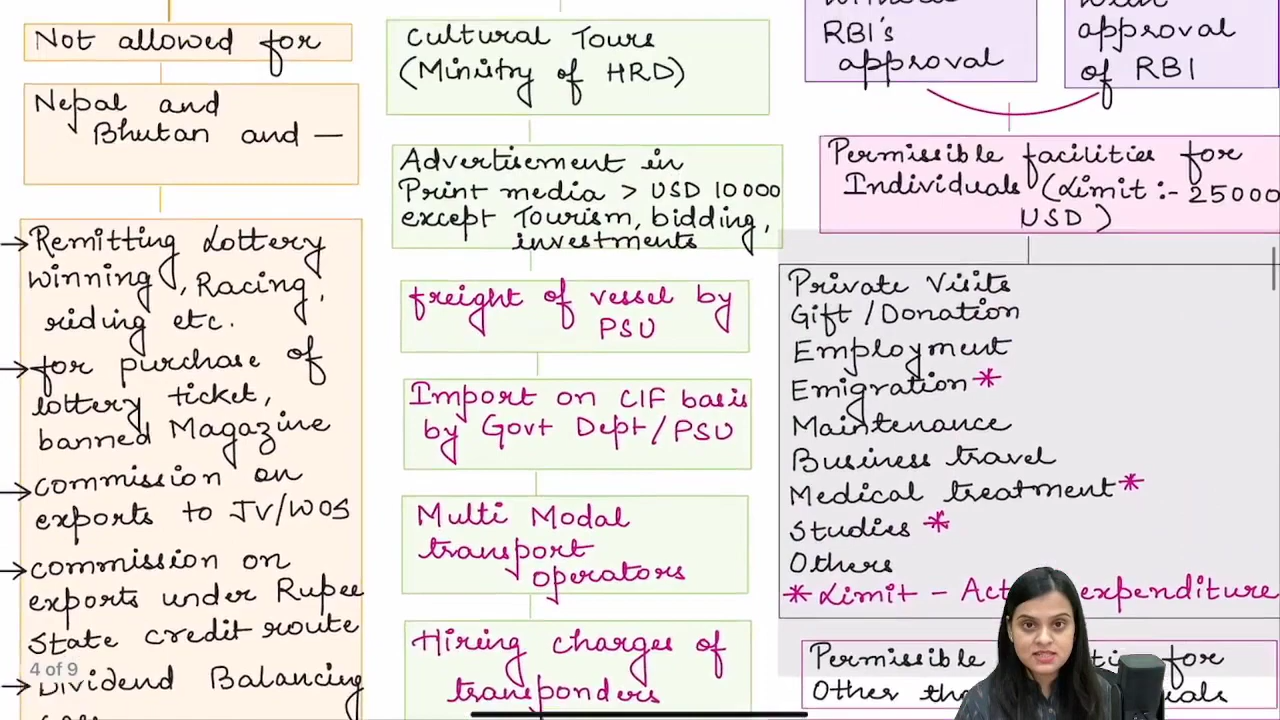 Not allowed for
Nepal and
Bhutan and —
→ Remitting Lottery
winning, Racing,
riding etc.
→ for purchase of
lottery ticket,
banned Magazine
→ commission on
exports to JV/WOS
→ commission on
exports under Rupee
State credit route
→ Dividend Balancing
4 of 9
Cultural Tours
(Ministry of HRD)
Advertisement in
Print media > USD 10000
except Tourism, bidding,
investments
freight of vessel by
PSU
Import on CIF basis
by Govt Dept/PSU
Multi Modal
transport
operators
Hiring charges of
transponders
RBI's
approval
approval
of RBI
Permissible facilities for
Individuals (Limit :- 25000
USD)
Private Visits
Gift / Donation
Employment
Emigration *
Maintenance
Business travel
Medical treatment *
Studies *
Others
* Limit - expenditure
Permissible for
Other